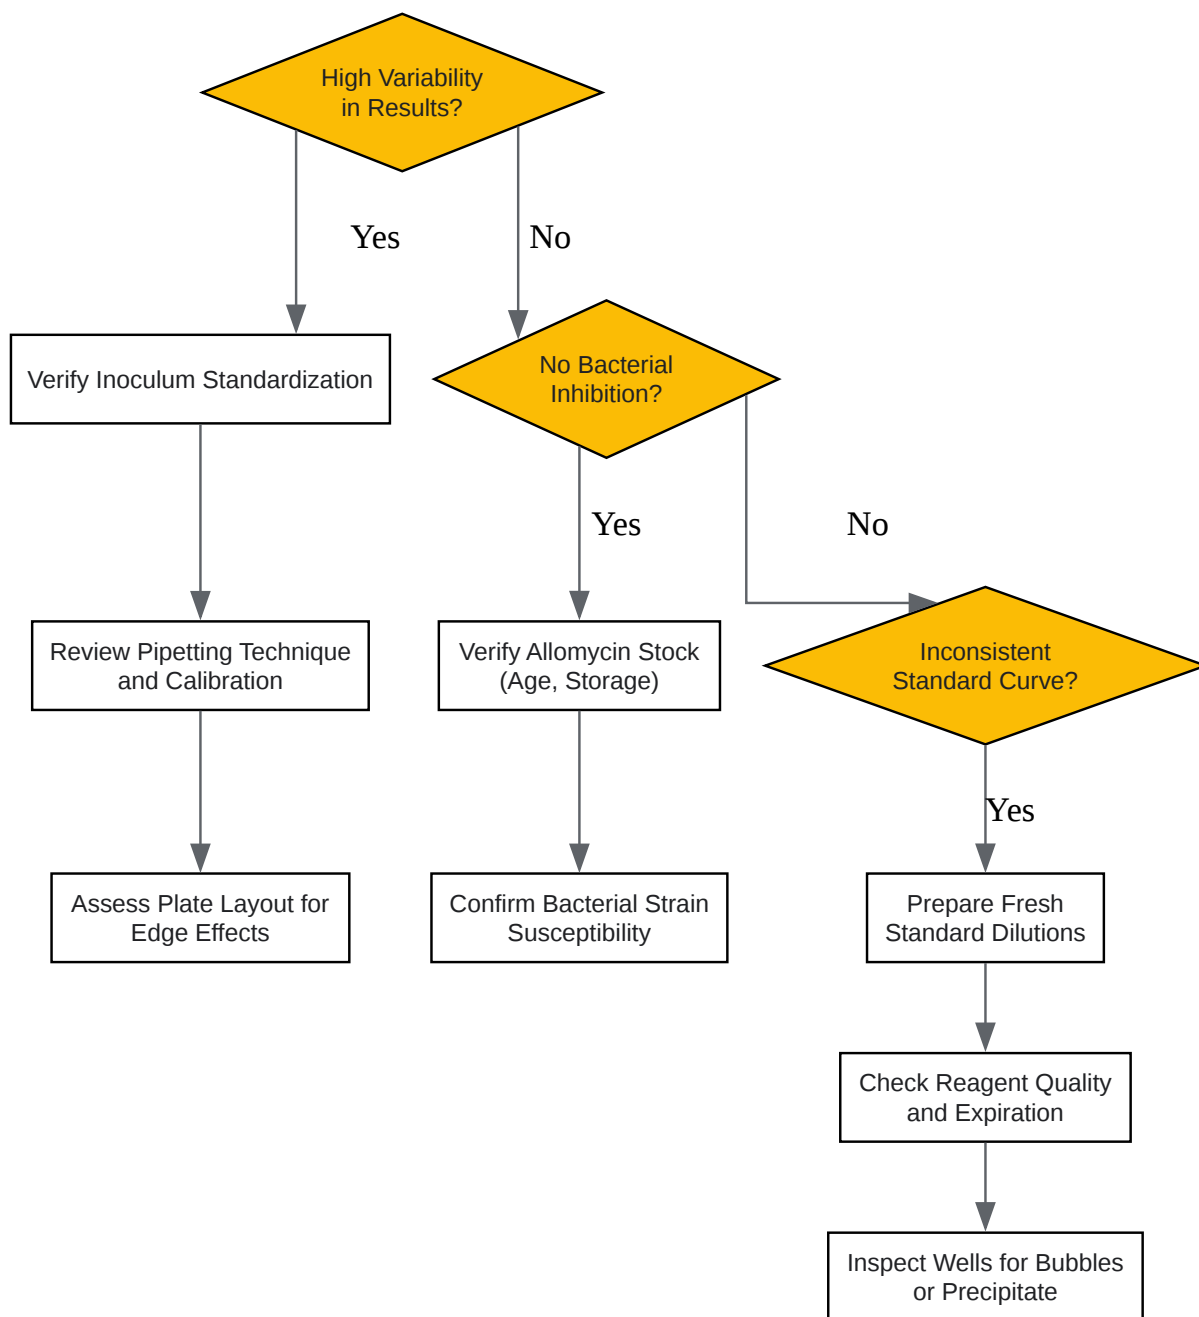 High Variability
in Results?
Yes
No
Verify Inoculum Standardization
No Bacterial
Inhibition?
Yes
No
Review Pipetting Technique
and Calibration
Verify Allomycin Stock
(Age, Storage)
Inconsistent
Standard Curve?
Yes
Assess Plate Layout for
Edge Effects
Confirm Bacterial Strain
Susceptibility
Prepare Fresh
Standard Dilutions
Check Reagent Quality
and Expiration
Inspect Wells for Bubbles
or Precipitate